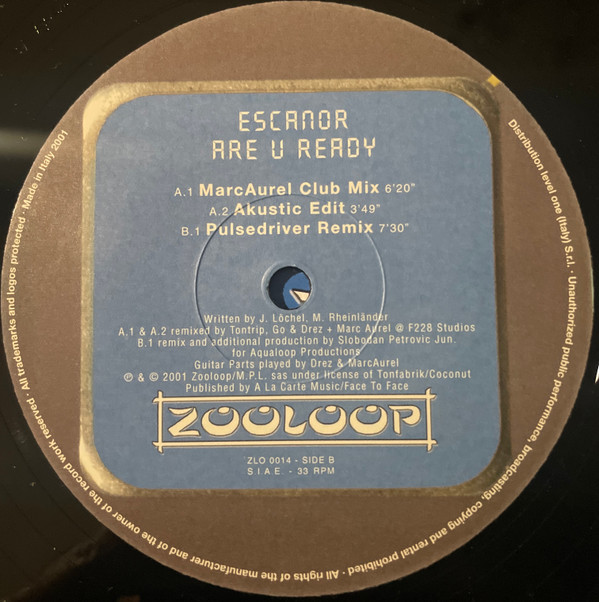 ESCANOR
ARE U READY
A.1 MarcAurel Club Mix 6'20"
A.2 Akustic Edit 3'49"
B.1 Pulsedriver Remix 7'30"
Written by J. Löchel, M. Rheinländer
A.1 & A.2 remixed by Tontrip, Go & Drez + Marc Aurel @ F228 Studios
B.1 remix and additional production by Slobodan Petrovic Jun.
for Aqualoop Productions
Guitar Parts played by Drez & MarcAurel
℗ & © 2001 Zooloop/M.P.L. sas under license of Tonfabrik/Coconut
Published by A La Carte Music/Face To Face
ZOOLOOP
ZLO 0014 - SIDE B
S.I.A.E. - 33 RPM
Distribution level one (Italy) S.r.l. · Unauthorized public performance, broadcasting, copying and rental prohibited · All rights of the manufacturer and of the owner of the record work reserved · All trademarks and logos protected · Made in Italy 2001